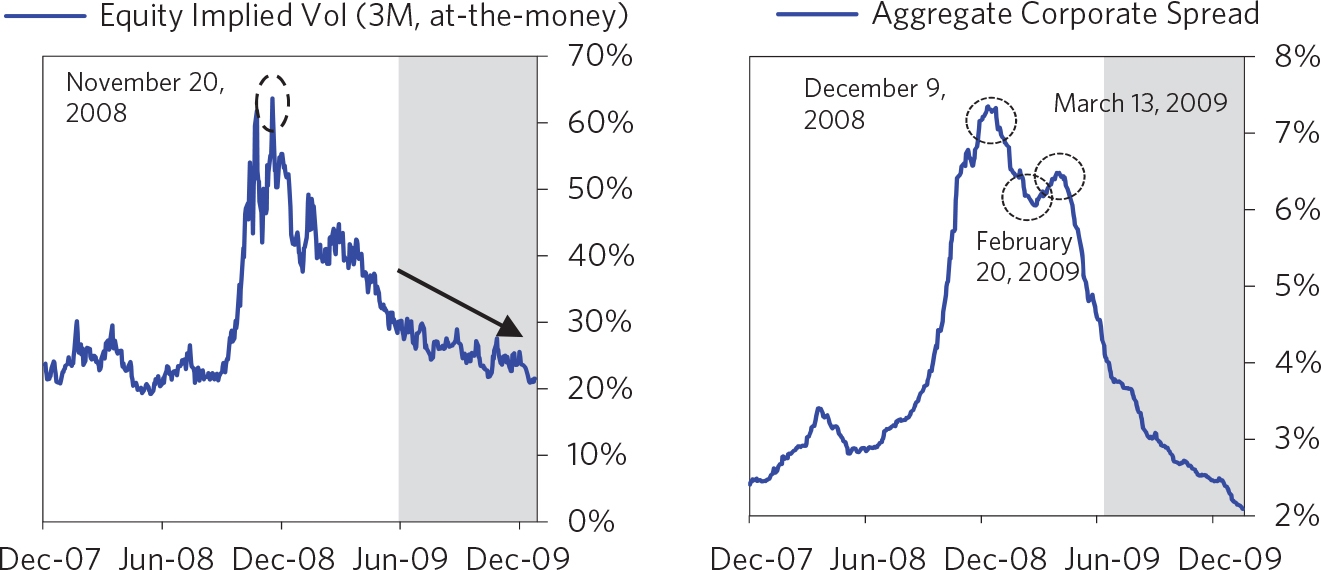 Equity Implied Vol (3M, at-the-money)
70%
60%
50%
40%
30%
20%
10%
0%
November 20,
2008
Dec-07 Jun-08 Dec-08 Jun-09 Dec-09
Aggregate Corporate Spread
8%
7%
6%
5%
4%
3%
2%
December 9,
2008
March 13, 2009
February
20, 2009
Dec-07 Jun-08 Dec-08 Jun-09 Dec-09